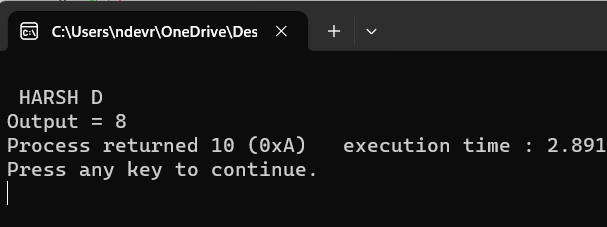 C:\Users\ndevr\OneDrive\Des
HARSH D
Output = 8
Process returned 10 (0xA)   execution time : 2.891
Press any key to continue.